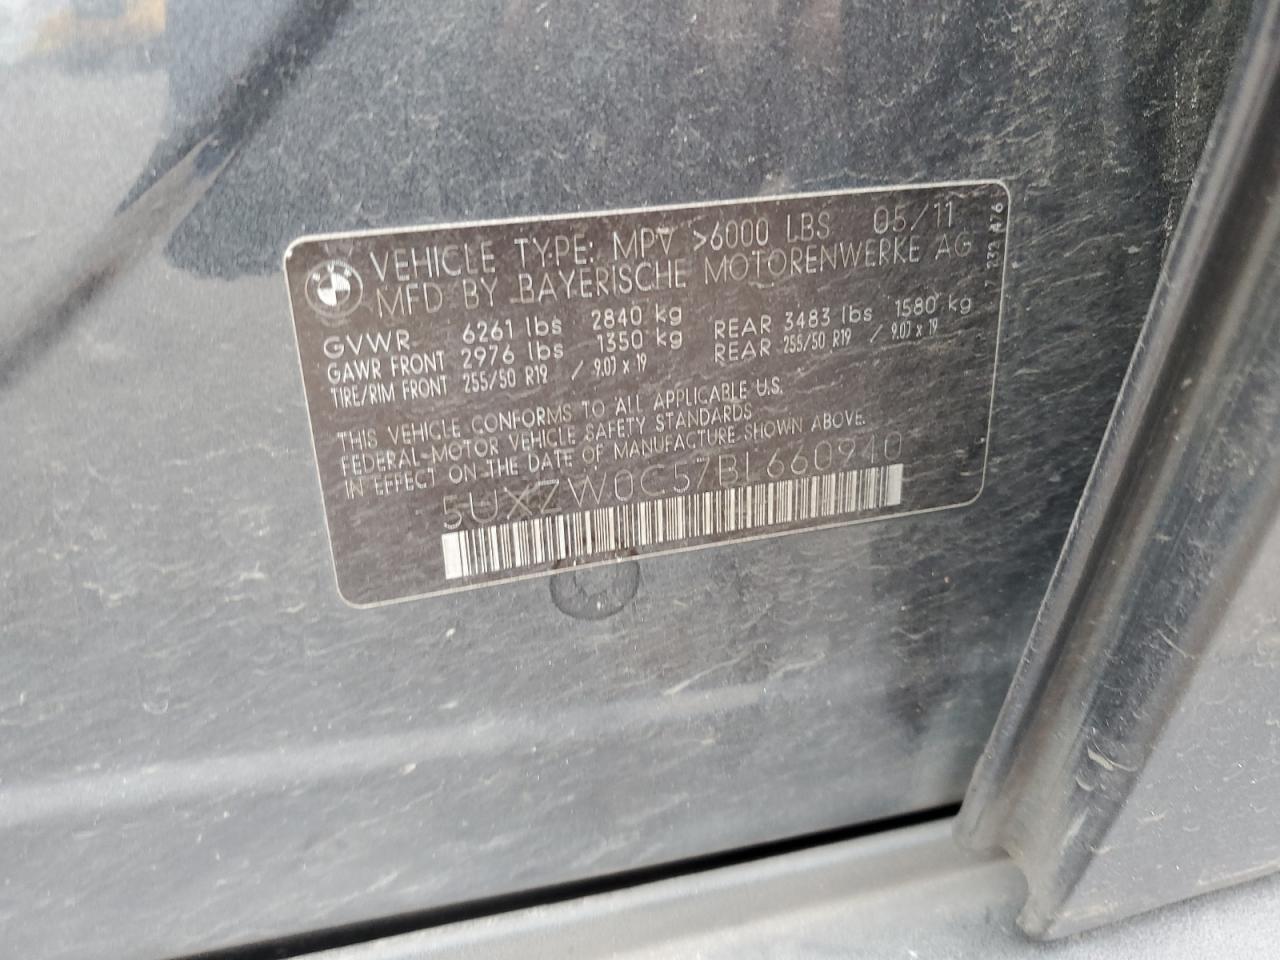 VEHICLE TYPE: MPV >6000 LBS 05/11
MFD BY BAYERISCHE MOTORENWERKE AG
GVWR 6261 lbs 2840 kg
GAWR FRONT 2976 lbs 1350 kg REAR 3483 lbs 1580 kg
TIRE/RIM FRONT 255/50 R19 / 9.0J x 19 REAR 255/50 R19 / 9.0J x 19
THIS VEHICLE CONFORMS TO ALL APPLICABLE U.S.
FEDERAL-MOTOR VEHICLE SAFETY STANDARDS
IN EFFECT ON THE DATE OF MANUFACTURE SHOWN ABOVE.
5UXZW0C57BL660940